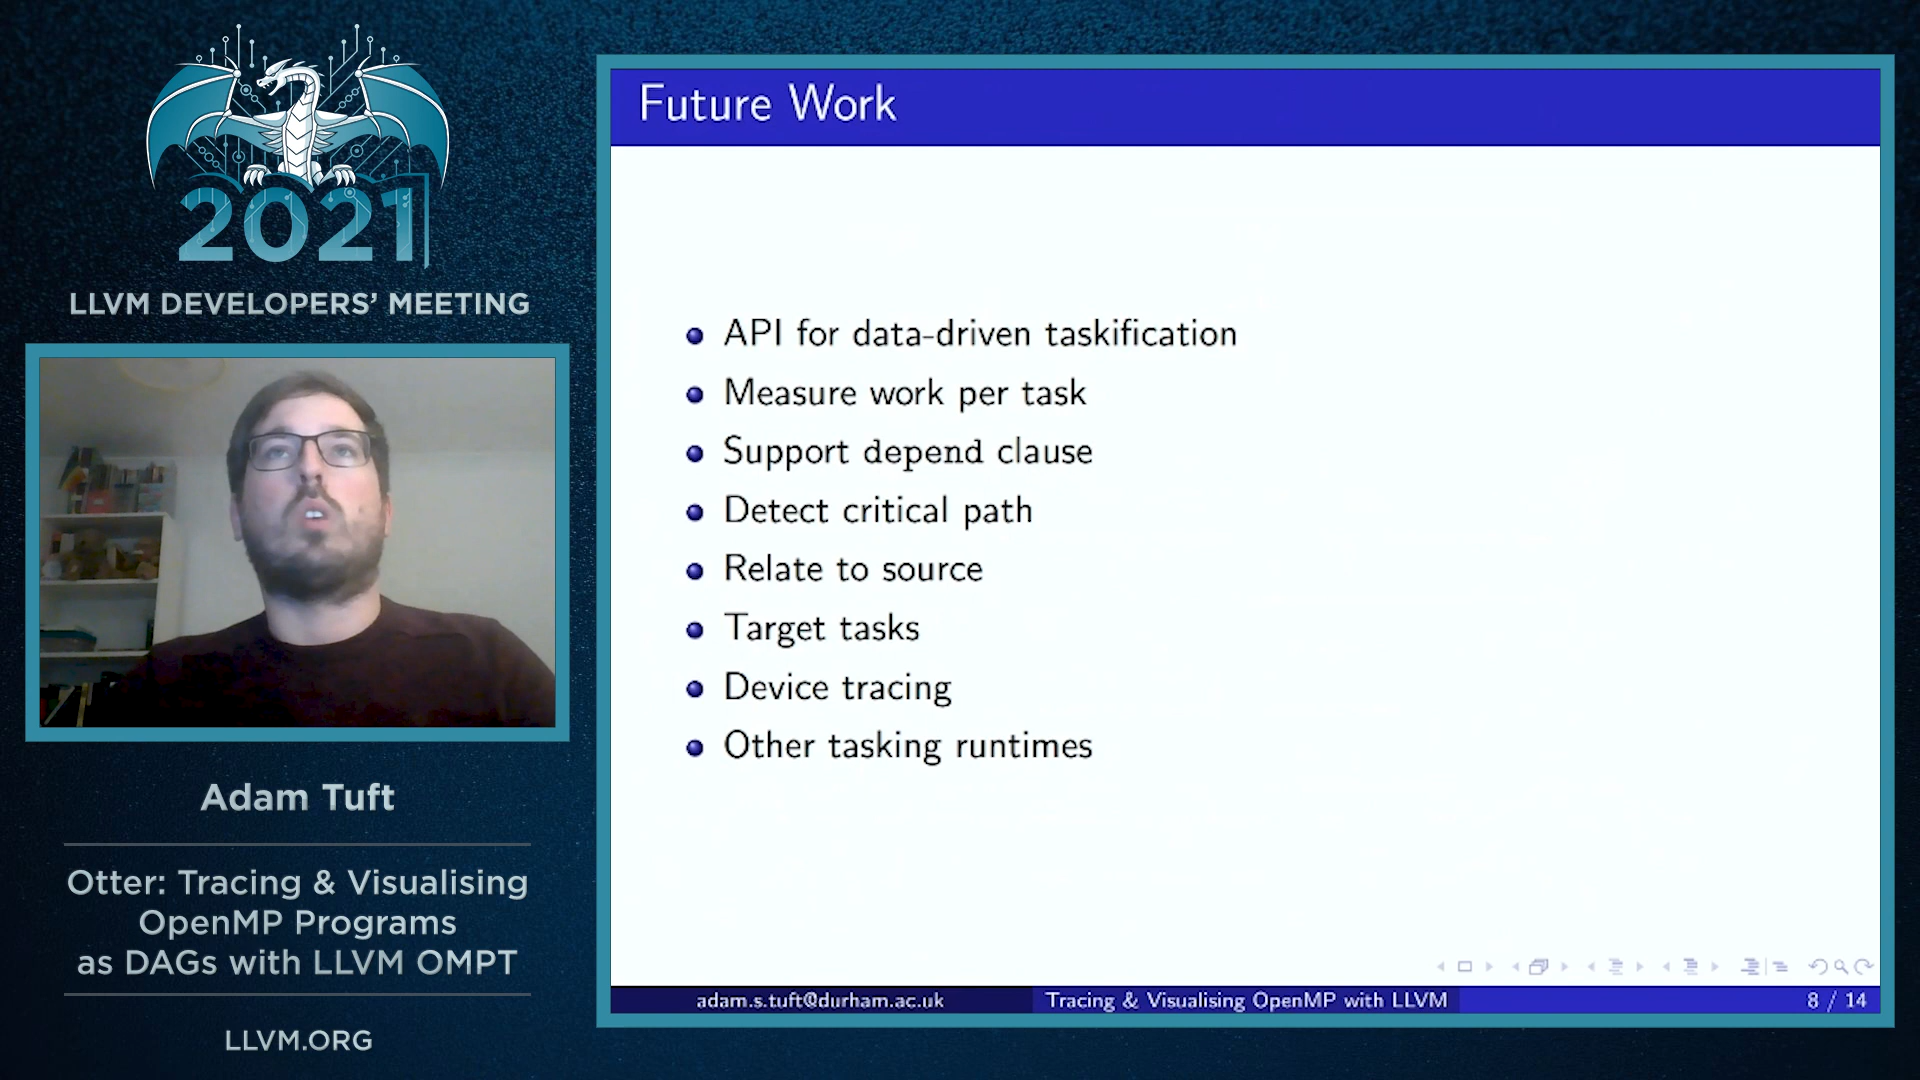 2021
LLVM DEVELOPERS’ MEETING
Adam Tuft
Otter: Tracing & Visualising
OpenMP Programs
as DAGs with LLVM OMPT
LLVM.ORG
Future Work
API for data-driven taskification
Measure work per task
Support depend clause
Detect critical path
Relate to source
Target tasks
Device tracing
Other tasking runtimes
adam.s.tuft@durham.ac.uk
Tracing & Visualising OpenMP with LLVM
8 / 14